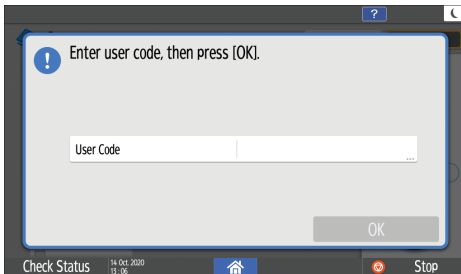 ?
Enter user code, then press [OK].
User Code
...
OK
Check Status
14 Oct. 2020
13:06
Stop